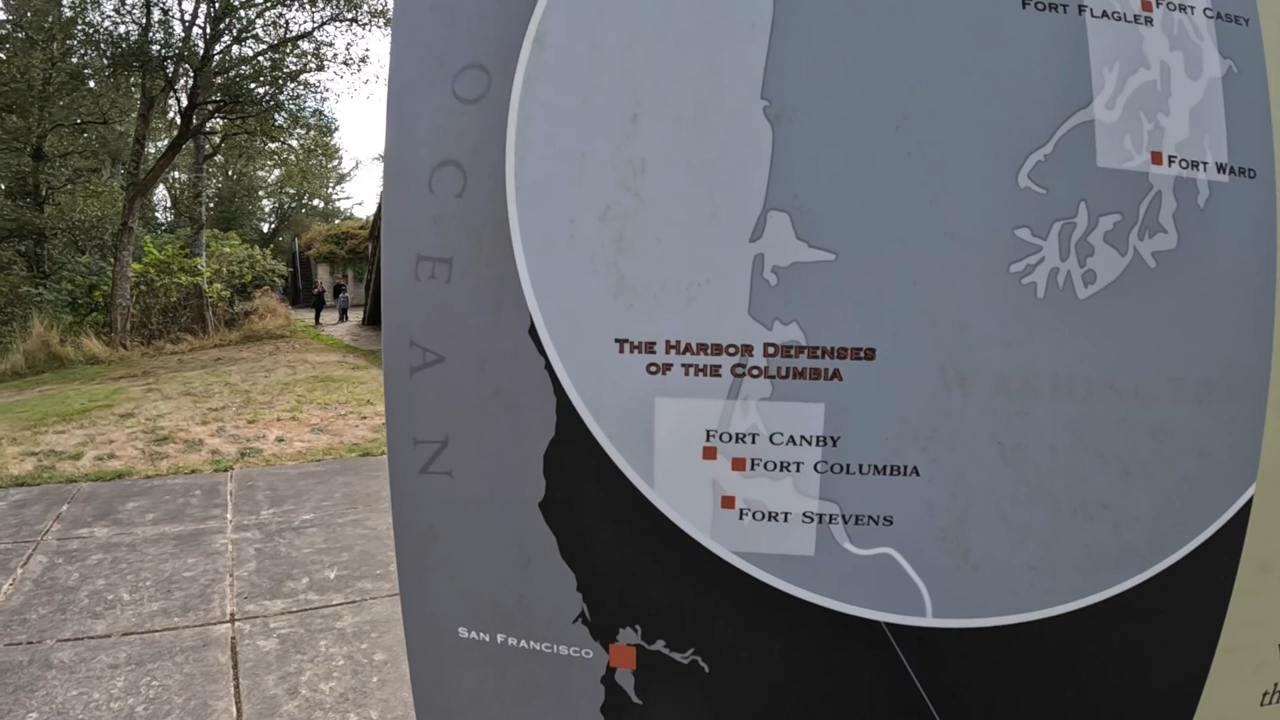 FORT CASEY
FORT FLAGLER
OCEAN
FORT WARD
THE HARBOR DEFENSES
OF THE COLUMBIA
WASHINGTON
FORT CANBY
FORT COLUMBIA
FORT STEVENS
SAN FRANCISCO